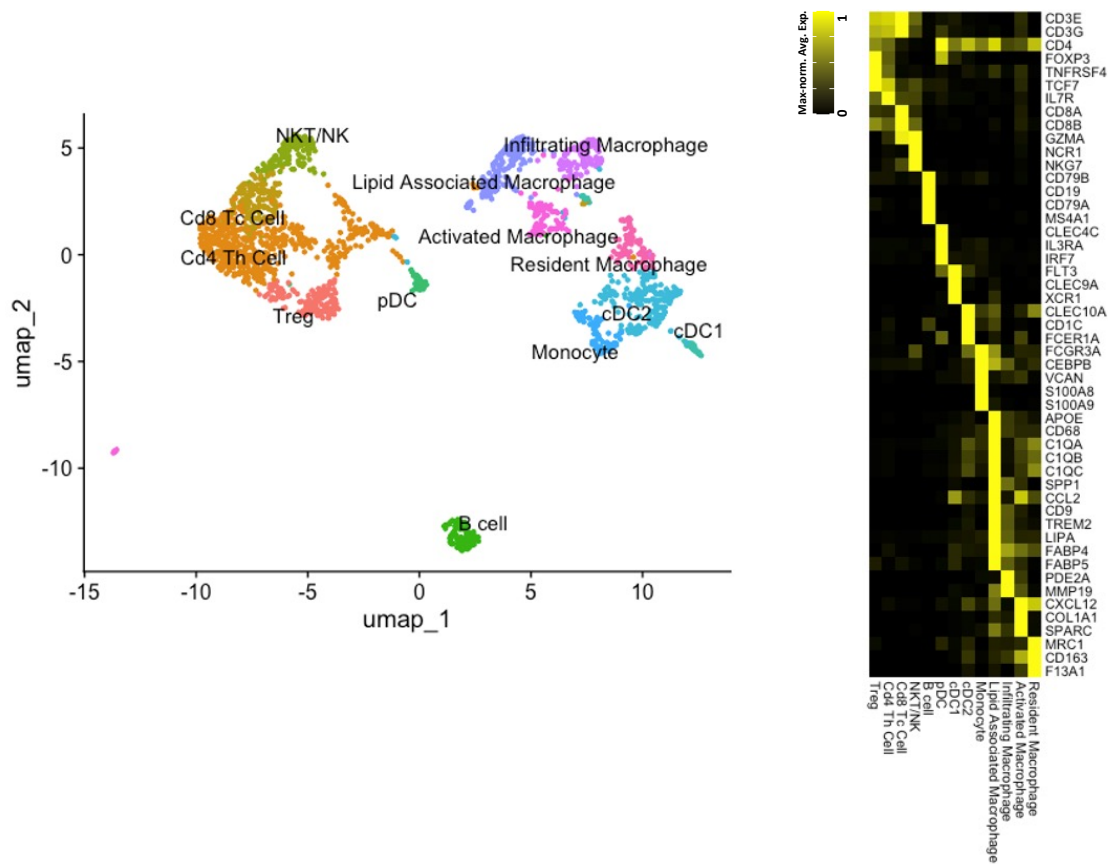 NKT/NK
Infiltrating Macrophage
Lipid Associated Macrophage
Cd8 Tc Cell
Activated Macrophage
Cd4 Th Cell
Resident Macrophage
pDC
Treg
cDC2
cDC1
Monocyte
B cell
5
0
-5
-10
umap_2
-15
-10
-5
0
5
10
umap_1
Max-norm. Avg. Exp.
1
0
CD3E
CD3G
CD4
FOXP3
TNFRSF4
TCF7
IL7R
CD8A
CD8B
GZMA
NCR1
NKG7
CD79B
CD19
CD79A
MS4A1
CLEC4C
IL3RA
IRF7
FLT3
CLEC9A
XCR1
CLEC10A
CD1C
FCER1A
FCGR3A
CEBPB
VCAN
S100A8
S100A9
APOE
CD68
C1QA
C1QB
C1QC
SPP1
CCL2
CD9
TREM2
LIPA
FABP4
FABP5
PDE2A
MMP19
CXCL12
COL1A1
SPARC
MRC1
CD163
F13A1
Treg
Cd4 Th Cell
Cd8 Tc Cell
NKT/NK
B cell
pDC
cDC1
cDC2
Monocyte
Lipid Associated Macrophage
Infiltrating Macrophage
Activated Macrophage
Resident Macrophage